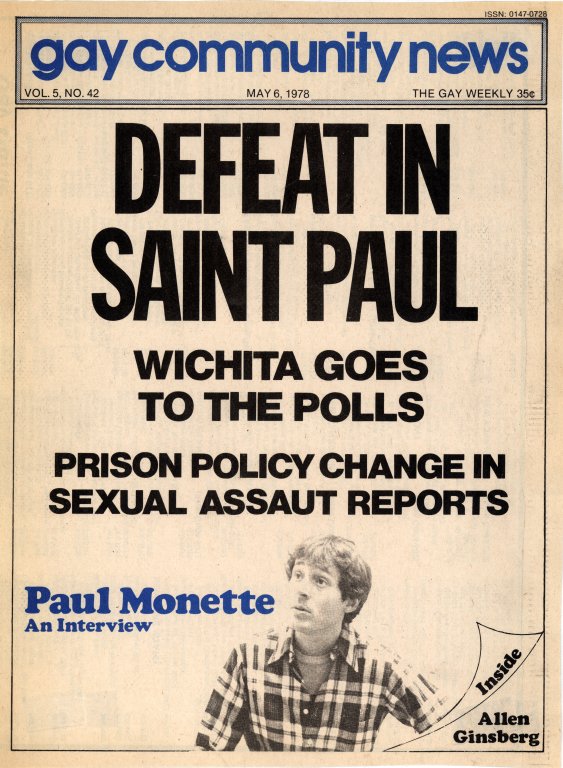 ISSN: 0147-0728
gay community news
VOL. 5, NO. 42 MAY 6, 1978 THE GAY WEEKLY 35¢
DEFEAT IN
SAINT PAUL
WICHITA GOES
TO THE POLLS
PRISON POLICY CHANGE IN
SEXUAL ASSAUT REPORTS
Paul Monette
An Interview
Inside
Allen
Ginsberg